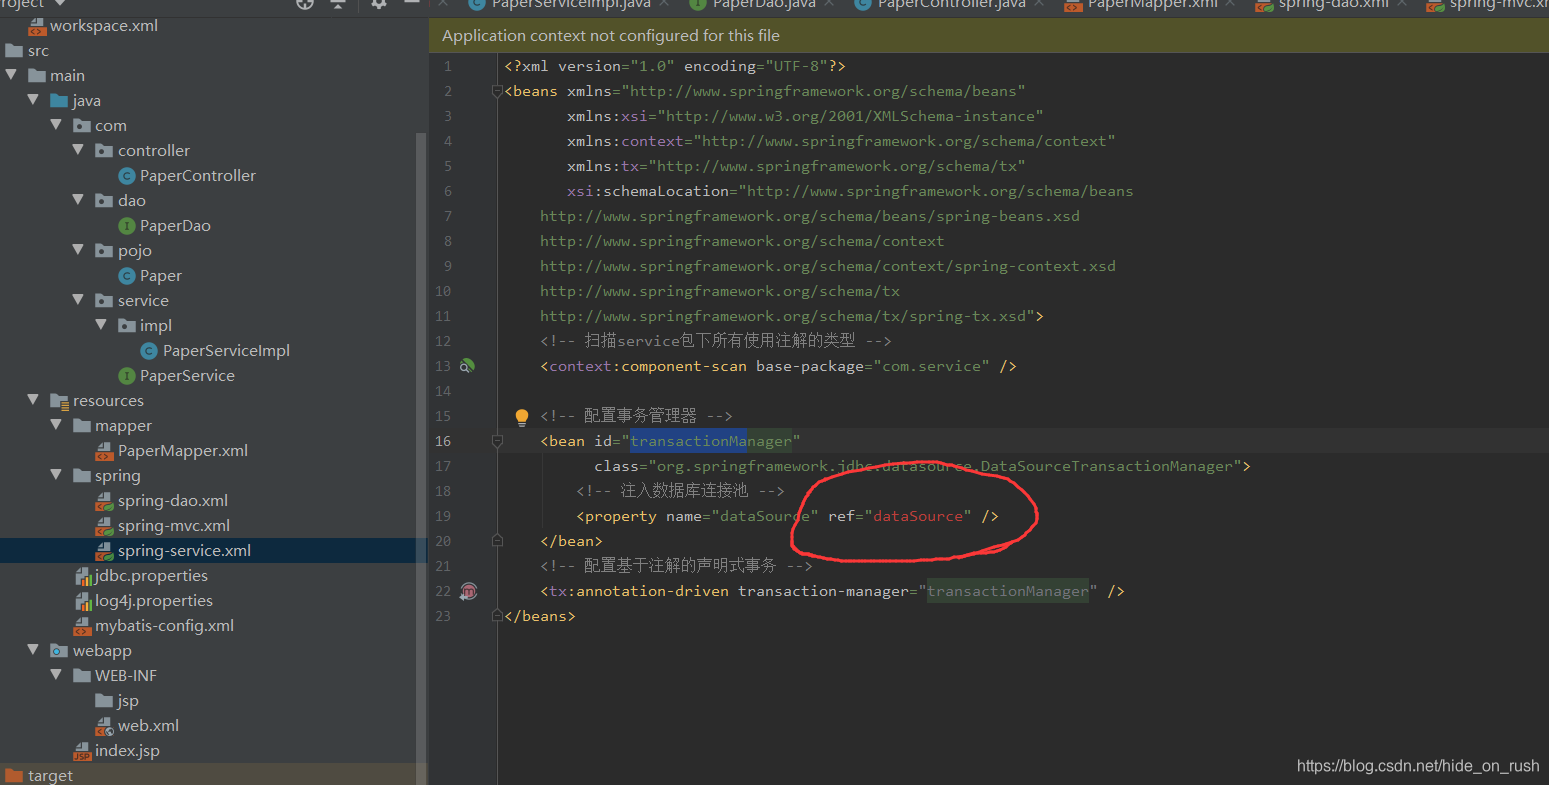 roject
workspace.xml
src
main
java
com
controller
PaperController
dao
PaperDao
pojo
Paper
service
impl
PaperServiceImpl
PaperService
resources
mapper
PaperMapper.xml
spring
spring-dao.xml
spring-mvc.xml
spring-service.xml
jdbc.properties
log4j.properties
mybatis-config.xml
webapp
WEB-INF
jsp
web.xml
index.jsp
target
PaperServiceImpl.java PaperDao.java PaperController.java PaperMapper.xml spring-dao.xml spring-mvc.xm
Application context not configured for this file
1 <?xml version="1.0" encoding="UTF-8"?>
2 <beans xmlns="http://www.springframework.org/schema/beans"
3 xmlns:xsi="http://www.w3.org/2001/XMLSchema-instance"
4 xmlns:context="http://www.springframework.org/schema/context"
5 xmlns:tx="http://www.springframework.org/schema/tx"
6 xsi:schemaLocation="http://www.springframework.org/schema/beans
7 http://www.springframework.org/schema/beans/spring-beans.xsd
8 http://www.springframework.org/schema/context
9 http://www.springframework.org/schema/context/spring-context.xsd
10 http://www.springframework.org/schema/tx
11 http://www.springframework.org/schema/tx/spring-tx.xsd">
12 <!-- 扫描service包下所有使用注解的类型 -->
13 <context:component-scan base-package="com.service" />
14
15 <!-- 配置事务管理器 -->
16 <bean id="transactionManager"
17 class="org.springframework.jdbc.datasource.DataSourceTransactionManager">
18 <!-- 注入数据库连接池 -->
19 <property name="dataSource" ref="dataSource" />
20 </bean>
21 <!-- 配置基于注解的声明式事务 -->
22 <tx:annotation-driven transaction-manager="transactionManager" />
23 </beans>
https://blog.csdn.net/hide_on_rush